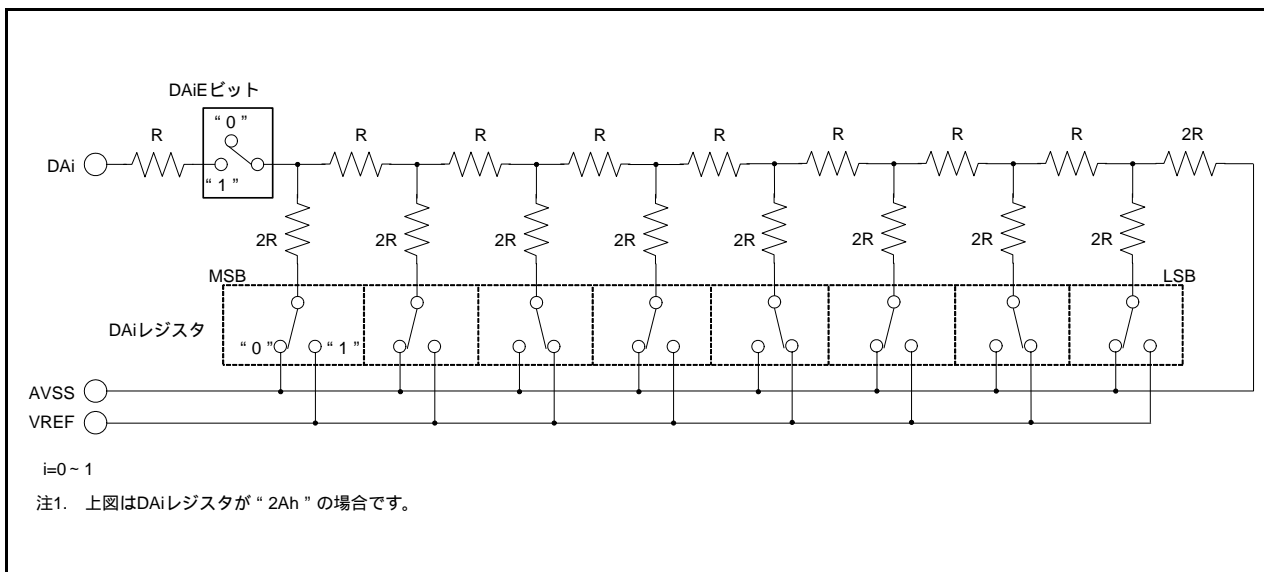 DAiEビット
“ 0 ”
R R R R R R R R 2R
DAi
“ 1 ”
2R 2R 2R 2R 2R 2R 2R 2R
MSB LSB
DAiレジスタ
“ 0 ” “ 1 ”
AVSS
VREF
i=0~1
注1. 上図はDAiレジスタが“ 2Ah ”の場合です。